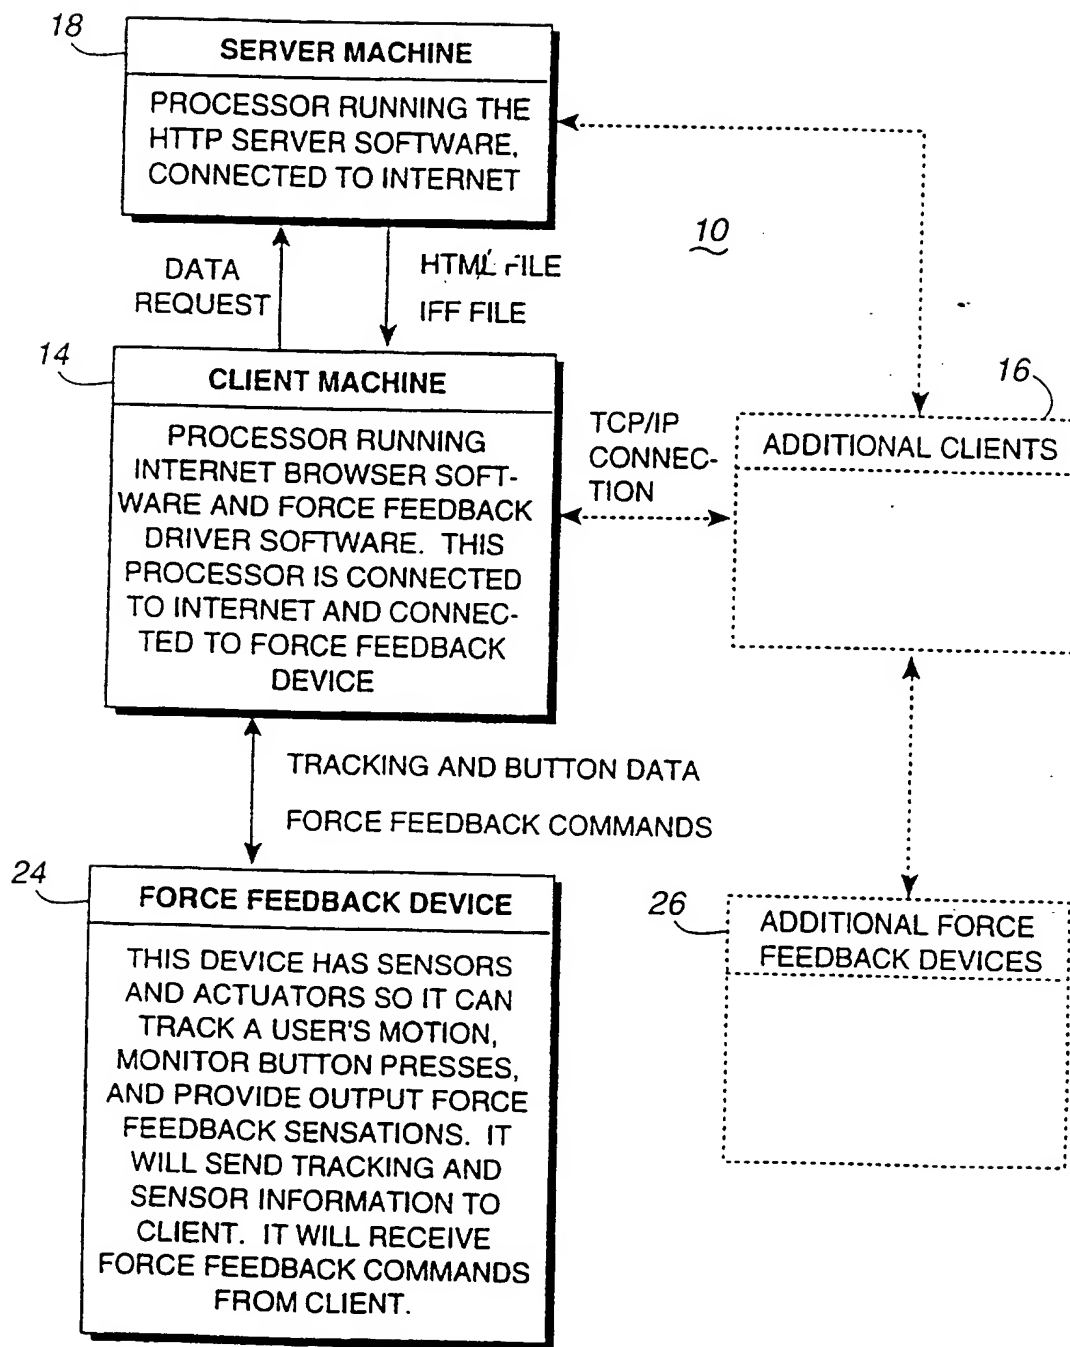 18
SERVER MACHINE
PROCESSOR RUNNING THE
HTTP SERVER SOFTWARE,
CONNECTED TO INTERNET
10
DATA
REQUEST
HTML FILE
IFF FILE
14
CLIENT MACHINE
PROCESSOR RUNNING
INTERNET BROWSER SOFT-
WARE AND FORCE FEEDBACK
DRIVER SOFTWARE. THIS
PROCESSOR IS CONNECTED
TO INTERNET AND CONNEC-
TED TO FORCE FEEDBACK
DEVICE
TCP/IP
CONNEC-
TION
16
ADDITIONAL CLIENTS
TRACKING AND BUTTON DATA
FORCE FEEDBACK COMMANDS
24
FORCE FEEDBACK DEVICE
THIS DEVICE HAS SENSORS
AND ACTUATORS SO IT CAN
TRACK A USER'S MOTION,
MONITOR BUTTON PRESSES,
AND PROVIDE OUTPUT FORCE
FEEDBACK SENSATIONS. IT
WILL SEND TRACKING AND
SENSOR INFORMATION TO
CLIENT. IT WILL RECEIVE
FORCE FEEDBACK COMMANDS
FROM CLIENT.
26
ADDITIONAL FORCE
FEEDBACK DEVICES